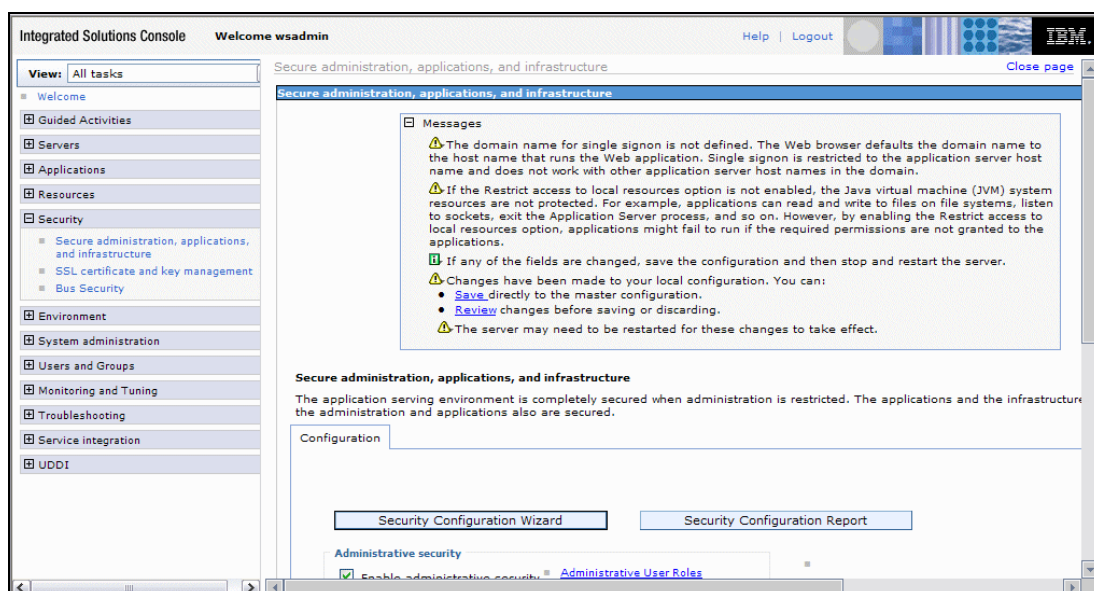 Integrated Solutions Console Welcome wsadmin Help | Logout IBM.
View: All tasks
Welcome
Guided Activities
Servers
Applications
Resources
Security
Secure administration, applications,
and infrastructure
SSL certificate and key management
Bus Security
Environment
System administration
Users and Groups
Monitoring and Tuning
Troubleshooting
Service integration
UDDI
Secure administration, applications, and infrastructure Close page
Secure administration, applications, and infrastructure
Messages
The domain name for single signon is not defined. The Web browser defaults the domain name to
the host name that runs the Web application. Single signon is restricted to the application server host
name and does not work with other application server host names in the domain.
If the Restrict access to local resources option is not enabled, the Java virtual machine (JVM) system
resources are not protected. For example, applications can read and write to files on file systems, listen
to sockets, exit the Application Server process, and so on. However, by enabling the Restrict access to
local resources option, applications might fail to run if the required permissions are not granted to the
applications.
If any of the fields are changed, save the configuration and then stop and restart the server.
Changes have been made to your local configuration. You can:
Save directly to the master configuration.
Review changes before saving or discarding.
The server may need to be restarted for these changes to take effect.
Secure administration, applications, and infrastructure
The application serving environment is completely secured when administration is restricted. The applications and the infrastructure
the administration and applications also are secured.
Configuration
Security Configuration Wizard Security Configuration Report
Administrative security
Enable administrative security Administrative User Roles